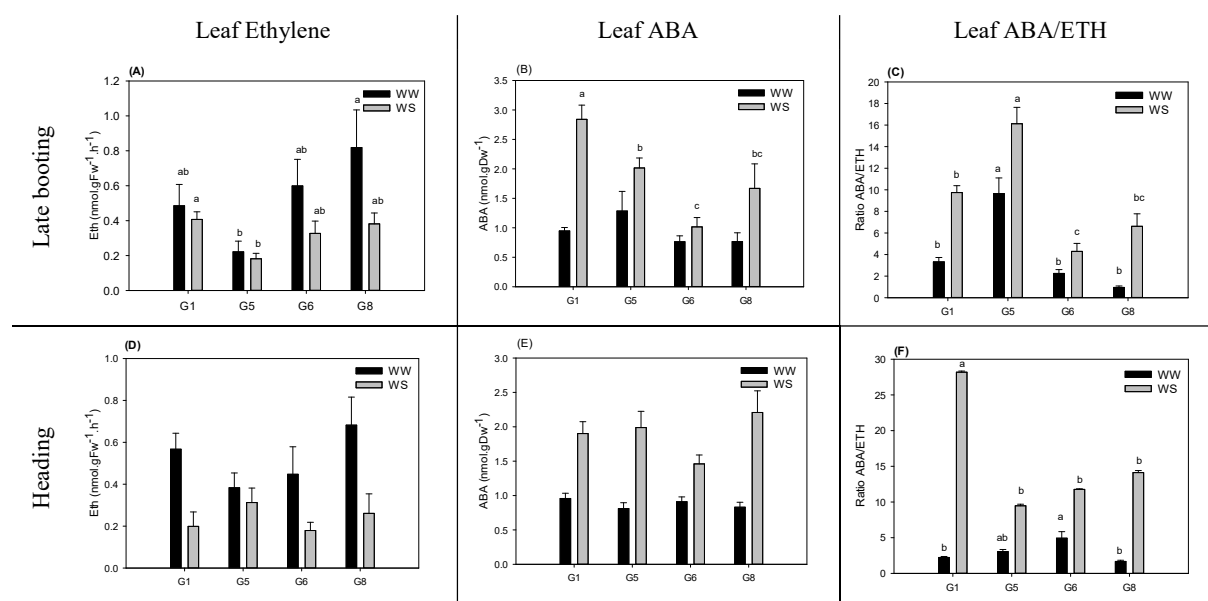 Leaf Ethylene
Leaf ABA
Leaf ABA/ETH
Late booting
(A)
Eth (nmol.gFw⁻¹.h⁻¹)
1.2
1.0
0.8
0.6
0.4
0.2
0.0
WW
WS
ab
a
b
b
ab
ab
a
ab
G1
G5
G6
G8
(B)
ABA (nmol.gDw⁻¹)
3.5
3.0
2.5
2.0
1.5
1.0
0.5
0.0
WW
WS
a
b
c
bc
G1
G5
G6
G8
(C)
Ratio ABA/ETH
20
18
16
14
12
10
8
6
4
2
0
WW
WS
b
b
a
a
b
c
b
bc
G1
G5
G6
G8
Heading
(D)
Eth (nmol.gFw⁻¹.h⁻¹)
1.0
0.8
0.6
0.4
0.2
0.0
WW
WS
G1
G5
G6
G8
(E)
ABA (nmol.gDw⁻¹)
3.0
2.5
2.0
1.5
1.0
0.5
0.0
WW
WS
G1
G5
G6
G8
(F)
Ratio ABA/ETH
30
25
20
15
10
5
0
WW
WS
b
a
ab
b
a
b
b
b
G1
G5
G6
G8